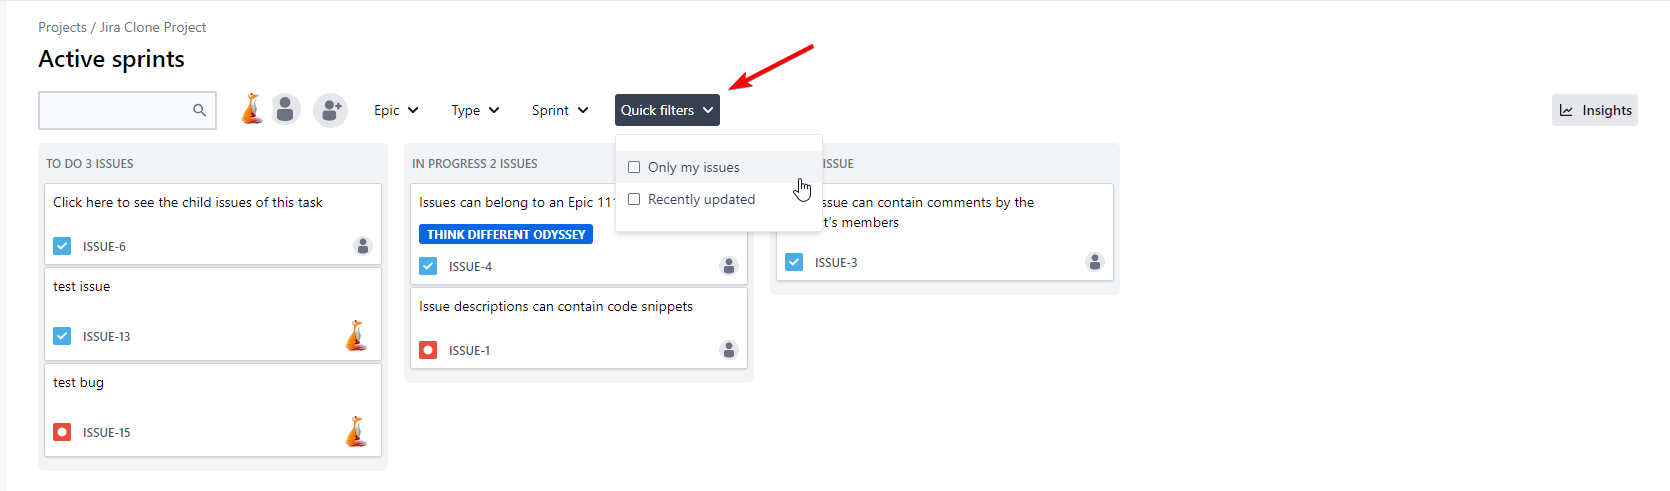 Projects / Jira Clone Project
Active sprints
Epic
Type
Sprint
Quick filters
Insights
Only my issues
Recently updated
TO DO 3 ISSUES
Click here to see the child issues of this task
ISSUE-6
test issue
ISSUE-13
test bug
ISSUE-15
IN PROGRESS 2 ISSUES
Issues can belong to an Epic
THINK DIFFERENT ODYSSEY
ISSUE-4
Issue descriptions can contain code snippets
ISSUE-1
ISSUE
issue can contain comments by the
t's members
ISSUE-3